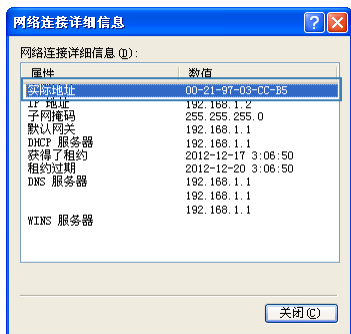 网络连接详细信息
网络连接详细信息(D):
属性 数值
实际地址 00-21-97-03-CC-B5
IP 地址 192.168.1.2
子网掩码 255.255.255.0
默认网关 192.168.1.1
DHCP 服务器 192.168.1.1
获得了租约 2012-12-17 3:06:50
租约过期 2012-12-20 3:06:50
DNS 服务器 192.168.1.1
192.168.1.1
192.168.1.1
WINS 服务器
关闭(C)